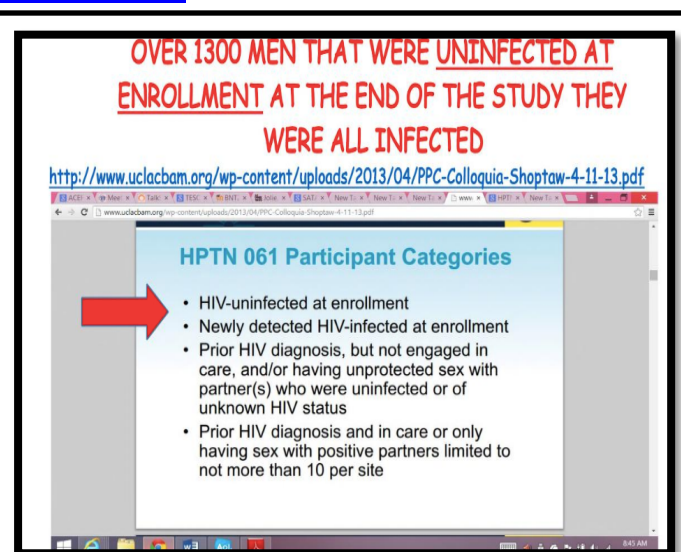 OVER 1300 MEN THAT WERE UNINFECTED AT
ENROLLMENT AT THE END OF THE STUDY THEY
WERE ALL INFECTED
http://www.uclacbam.org/wp-content/uploads/2013/04/PPC-Colloquia-Shoptaw-4-11-13.pdf
www.uclacbam.org/wp-content/uploads/2013/04/PPC-Colloquia-Shoptaw-4-11-13.pdf
HPTN 061 Participant Categories
• HIV-uninfected at enrollment
• Newly detected HIV-infected at enrollment
• Prior HIV diagnosis, but not engaged in
care, and/or having unprotected sex with
partner(s) who were uninfected or of
unknown HIV status
• Prior HIV diagnosis and in care or only
having sex with positive partners limited to
not more than 10 per site
8:45 AM